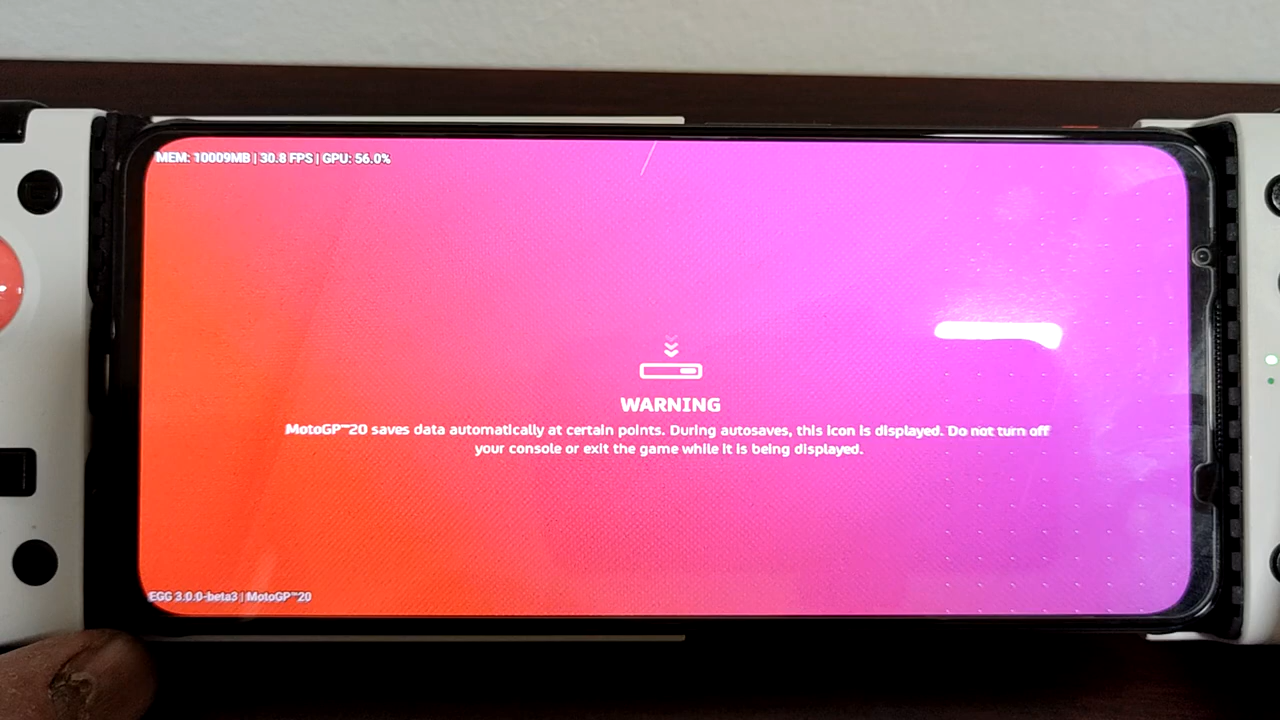 MEM: 10009MB | 30.8 FPS | GPU: 56.0%
WARNING
MotoGP™20 saves data automatically at certain points. During autosaves, this icon is displayed. Do not turn off
your console or exit the game while it is being displayed.
EGG 3.0.0-beta3 | MotoGP™20